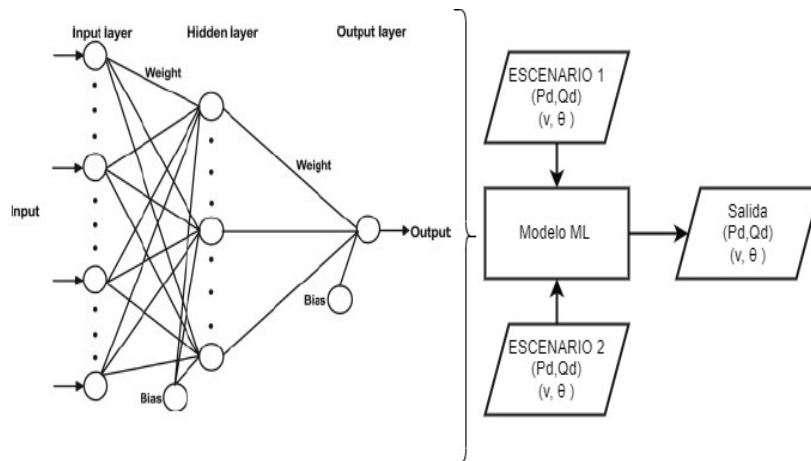 Input layer
Hidden layer
Output layer
Weight
Weight
Input
Output
Bias
Bias
ESCENARIO 1
(Pd,Qd)
(v, θ )
Modelo ML
Salida
(Pd,Qd)
(v, θ )
ESCENARIO 2
(Pd,Qd)
(v, θ )